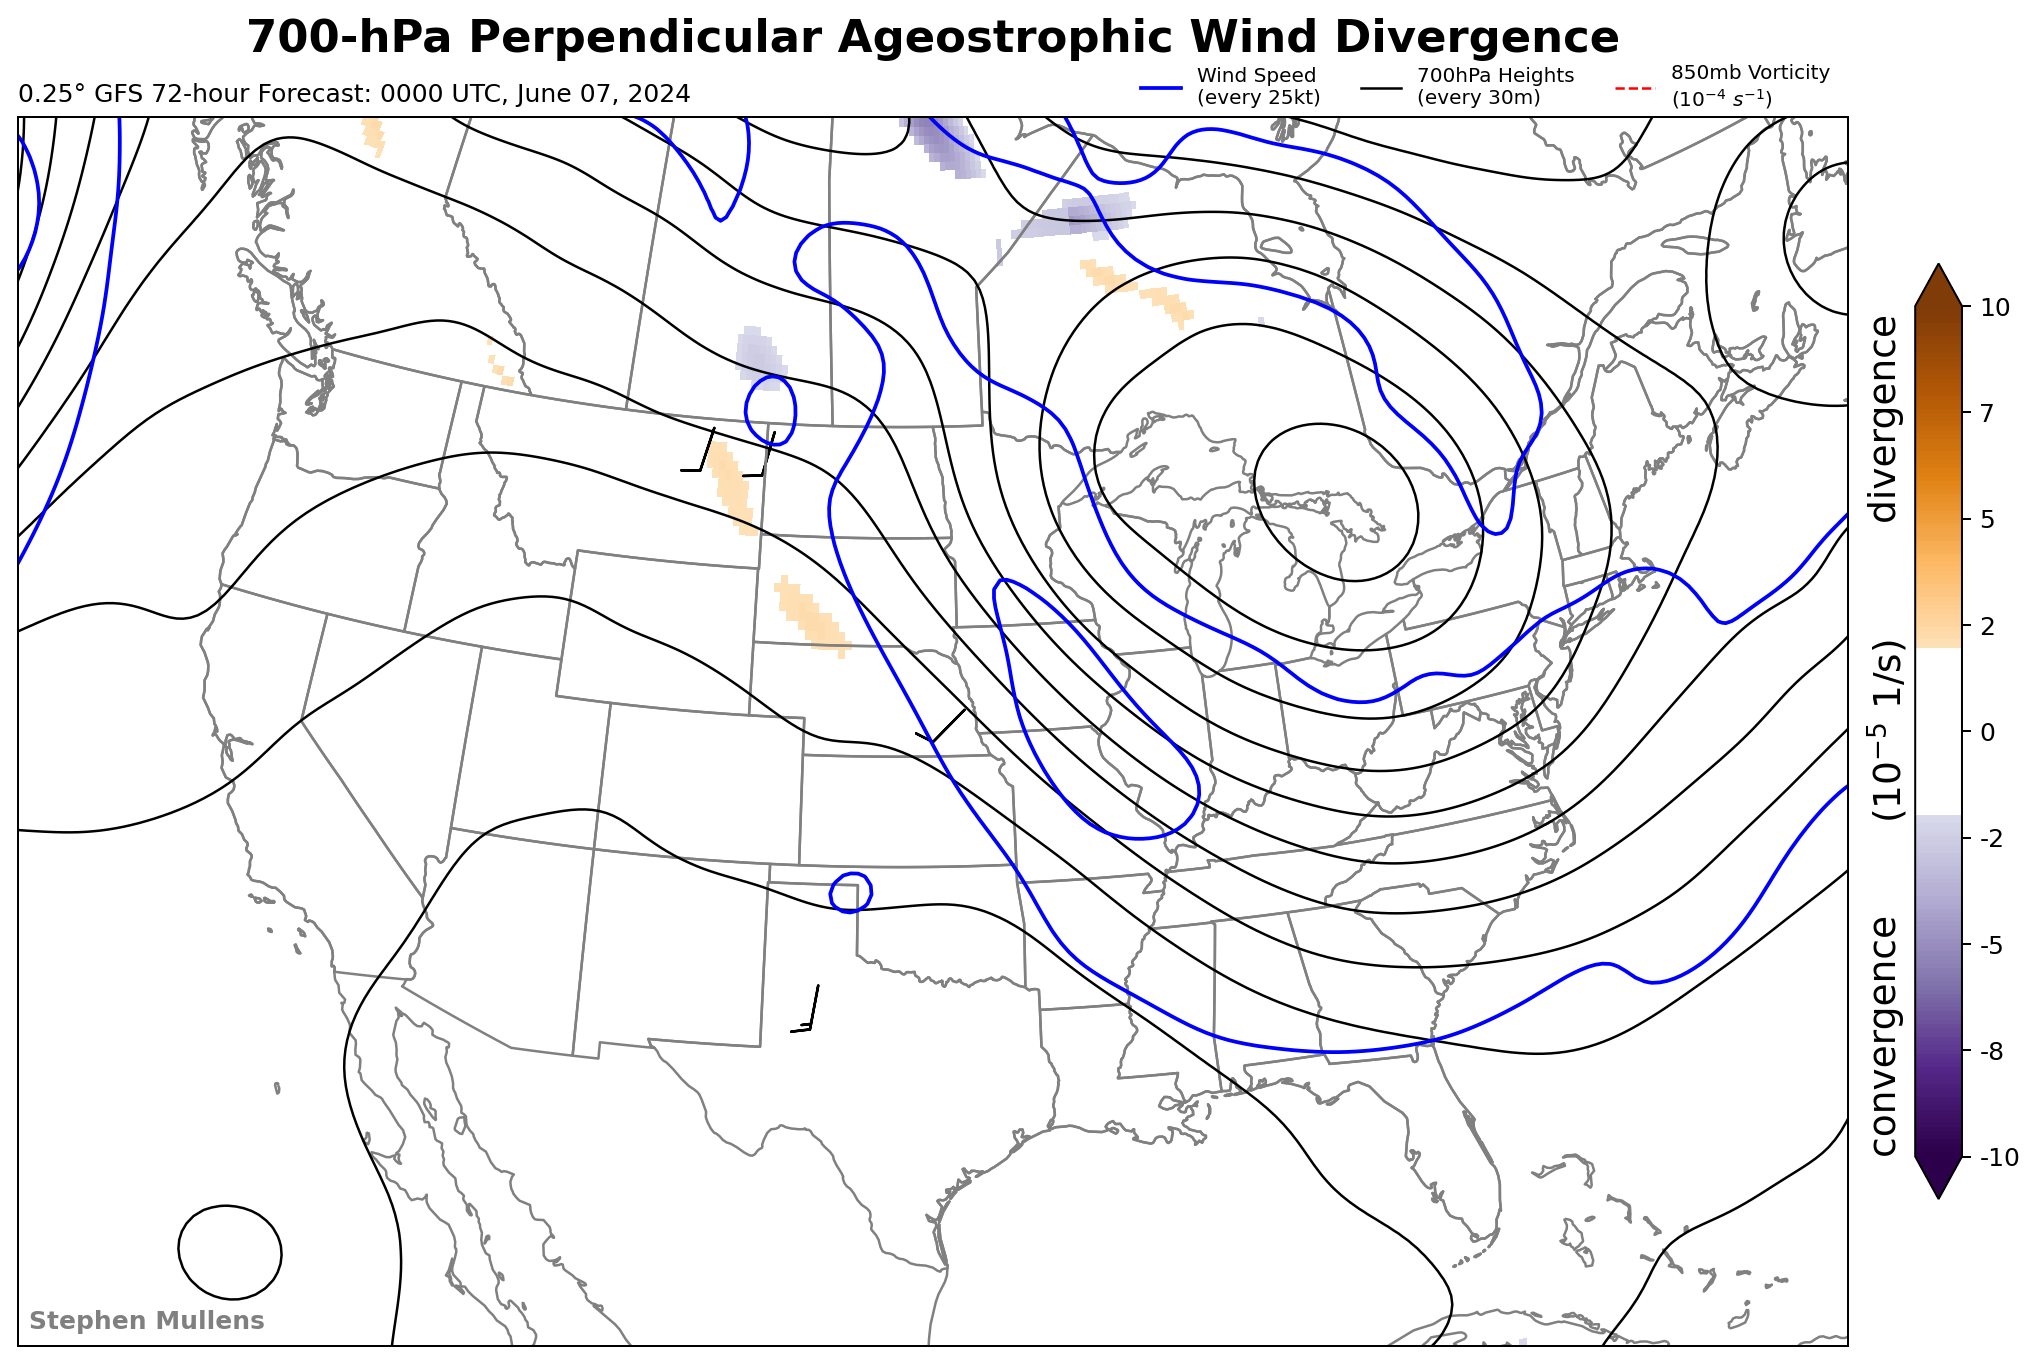 700-hPa Perpendicular Ageostrophic Wind Divergence
0.25° GFS 72-hour Forecast: 0000 UTC, June 07, 2024
Wind Speed
(every 25kt)
700hPa Heights
(every 30m)
850mb Vorticity
(10⁻⁴ s⁻¹)
10
7
5
2
0
-2
-5
-8
-10
convergence (10⁻⁵ 1/s) divergence
Stephen Mullens